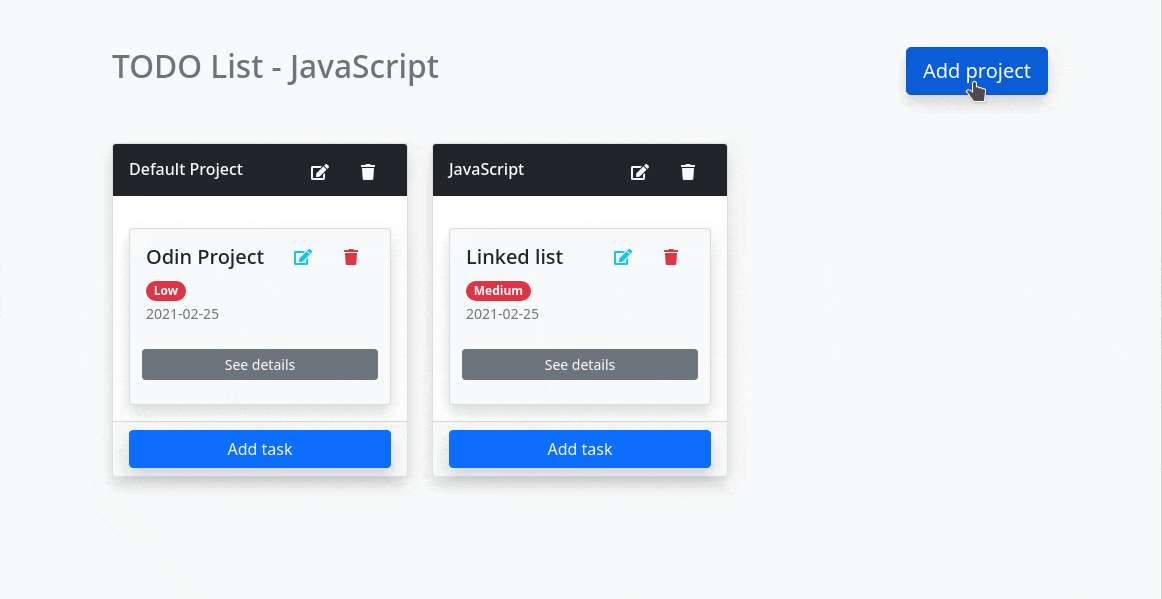 TODO List - JavaScript
Add project
Default Project
Odin Project
Low
2021-02-25
See details
Add task
JavaScript
Linked list
Medium
2021-02-25
See details
Add task